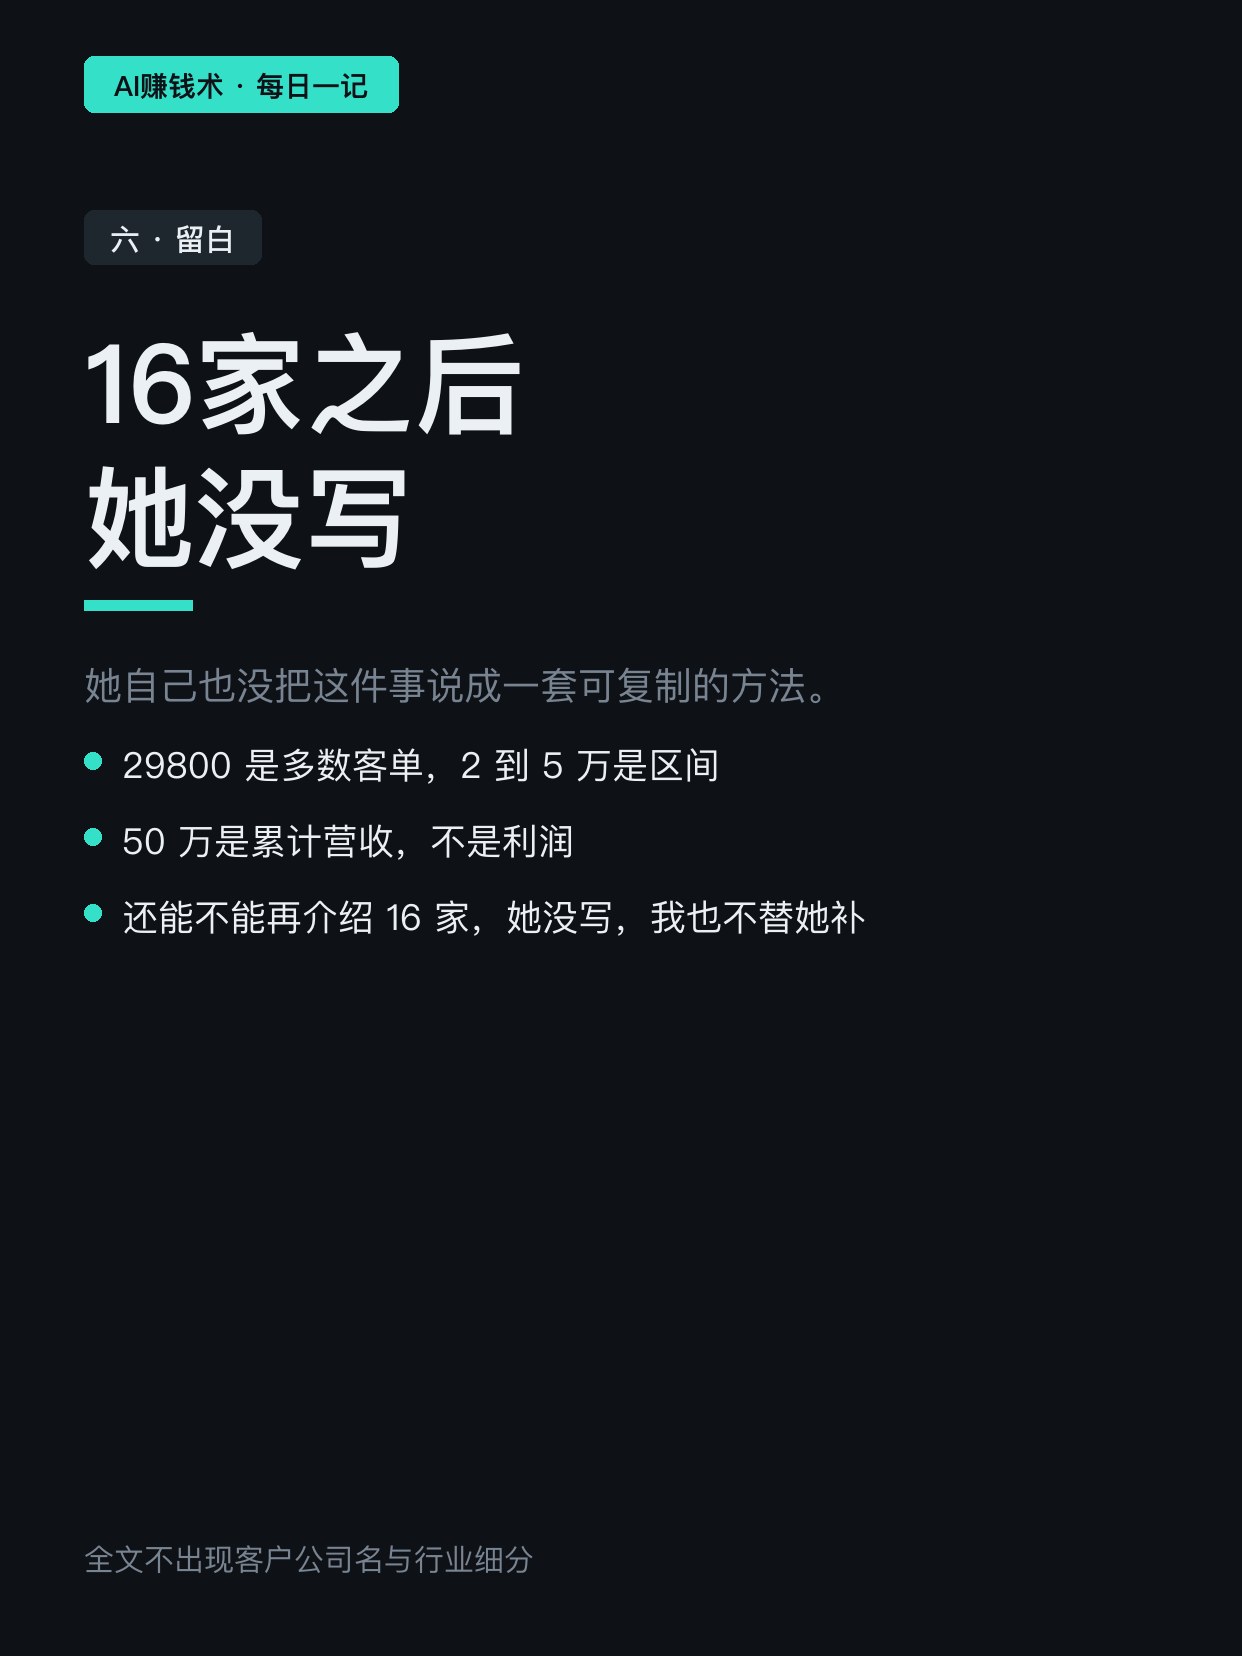 AI赚钱术 · 每日一记
六 · 留白
16家之后
她没写
她自己也没把这件事说成一套可复制的方法。
29800 是多数客单，2 到 5 万是区间
50 万是累计营收，不是利润
还能不能再介绍 16 家，她没写，我也不替她补
全文不出现客户公司名与行业细分